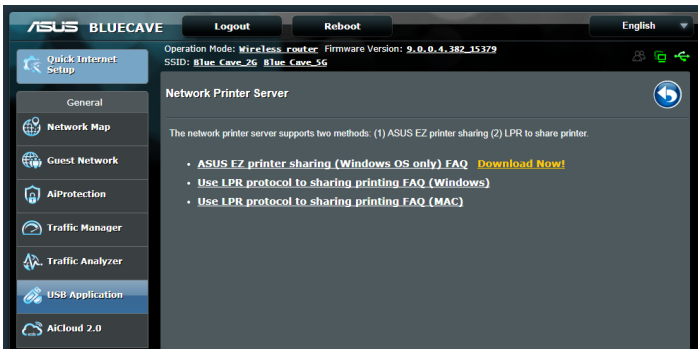 ASUS BLUECAVE Logout Reboot English
Quick Internet Setup
Operation Mode: Wireless router Firmware Version: 9.0.0.4.382_15379
SSID: Blue Cave_2G Blue Cave_5G
General
Network Map
Guest Network
AiProtection
Traffic Manager
Traffic Analyzer
USB Application
AiCloud 2.0
Network Printer Server
The network printer server supports two methods: (1) ASUS EZ printer sharing (2) LPR to share printer.
ASUS EZ printer sharing (Windows OS only) FAQ Download Now!
Use LPR protocol to sharing printing FAQ (Windows)
Use LPR protocol to sharing printing FAQ (MAC)